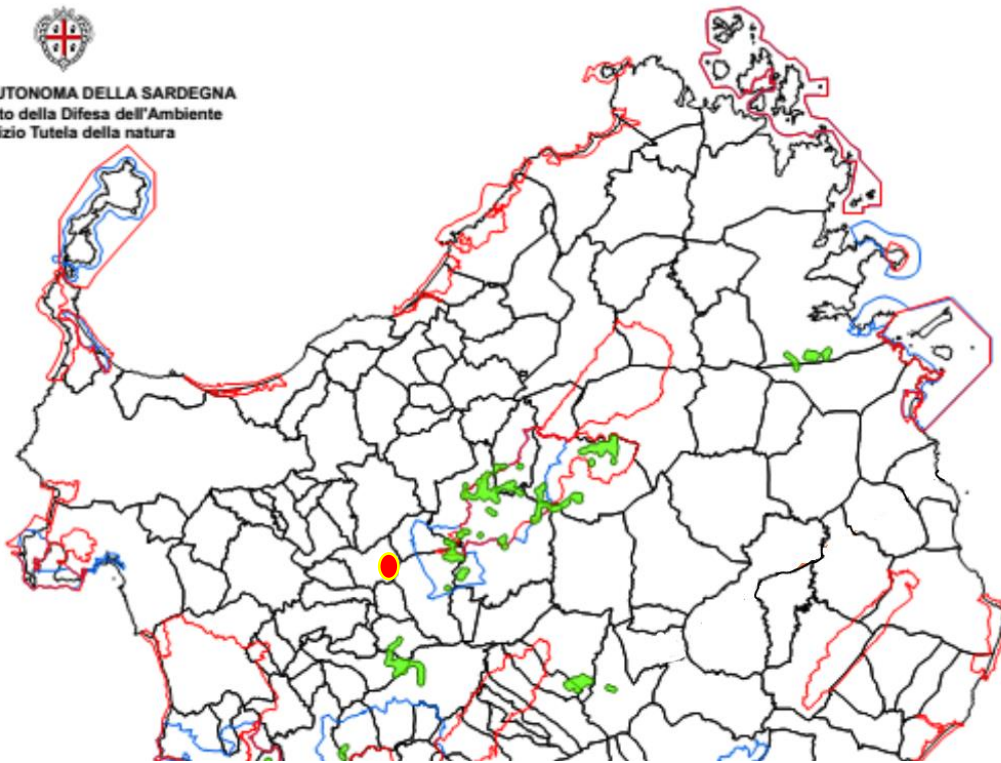 UTONOMA DELLA SARDEGNA
to della Difesa dell'Ambiente
izio Tutela della natura